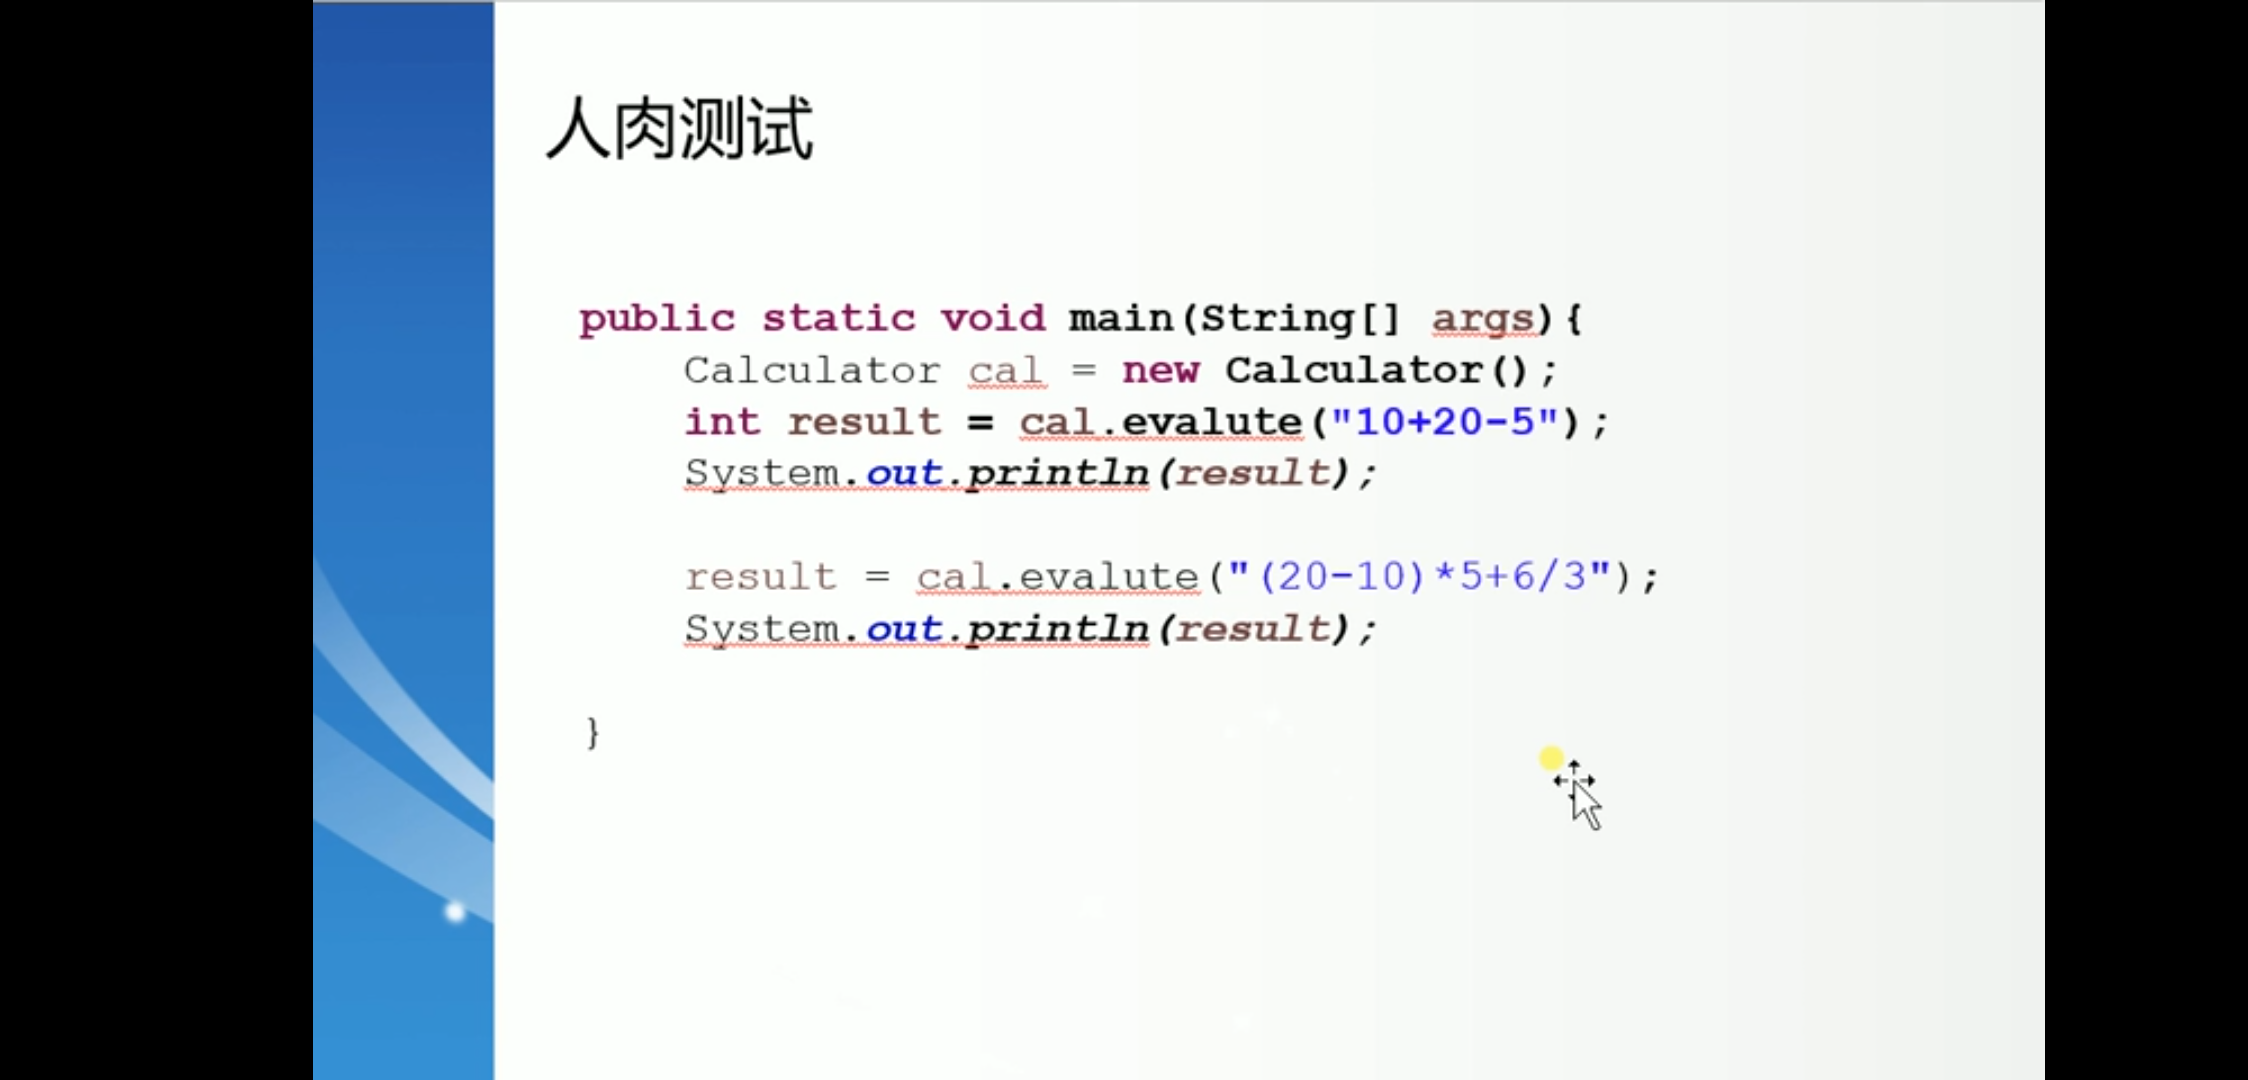 人肉测试
public static void main(String[] args){
Calculator cal = new Calculator();
int result = cal.evalute("10+20-5");
System.out.println(result);
result = cal.evalute("(20-10)*5+6/3");
System.out.println(result);
}